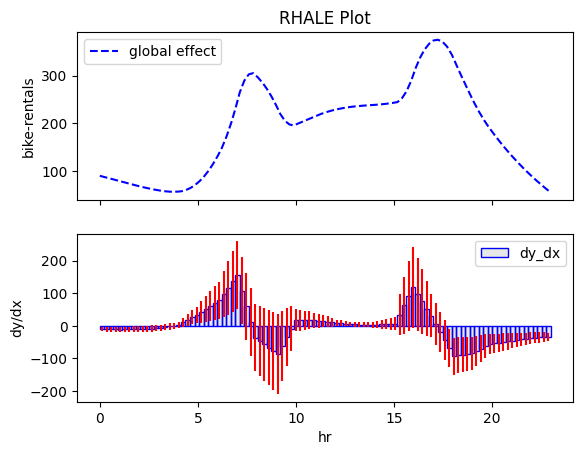 RHALE Plot
global effect
bike-rentals
300
200
100
dy_dx
dy/dx
200
100
0
−100
−200
0 5 10 15 20
hr